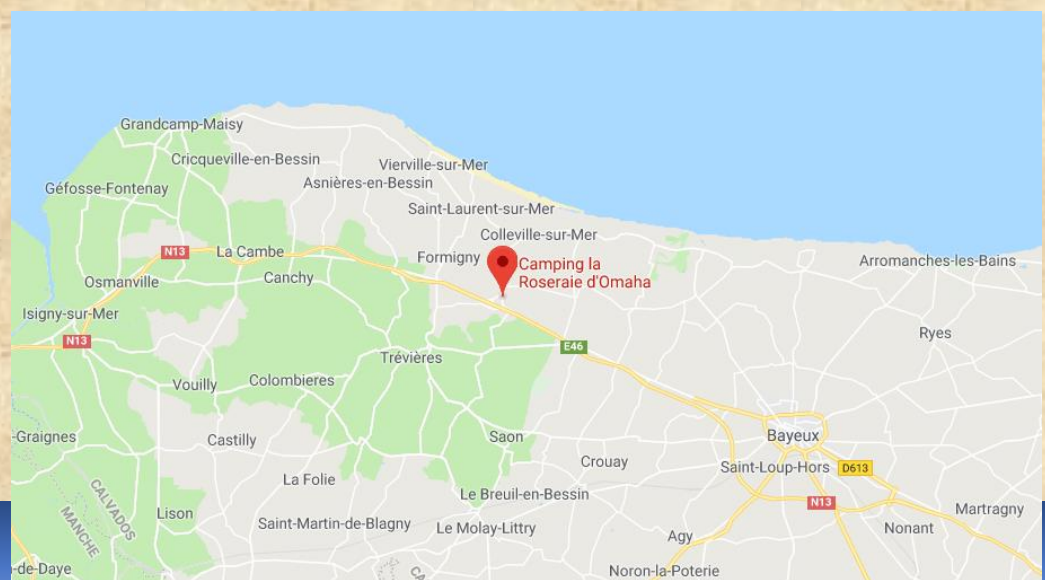 Grandcamp-Maisy
Cricqueville-en-Bessin
Vierville-sur-Mer
Géfosse-Fontenay
Asnières-en-Bessin
Saint-Laurent-sur-Mer
Colleville-sur-Mer
N13
La Cambe
Formigny
Camping la
Roseraie d'Omaha
Arromanches-les-Bains
Osmanville
Canchy
Isigny-sur-Mer
Ryes
N13
E46
Trévières
Vouilly
Colombieres
-Graignes
Castilly
Saon
Bayeux
Crouay
Saint-Loup-Hors
D613
La Folie
Le Breuil-en-Bessin
N13
CALVADOS
MANCHE
Lison
Saint-Martin-de-Blagny
Le Molay-Littry
Agy
Nonant
Martragny
-de-Daye
CA
Noron-la-Poterie